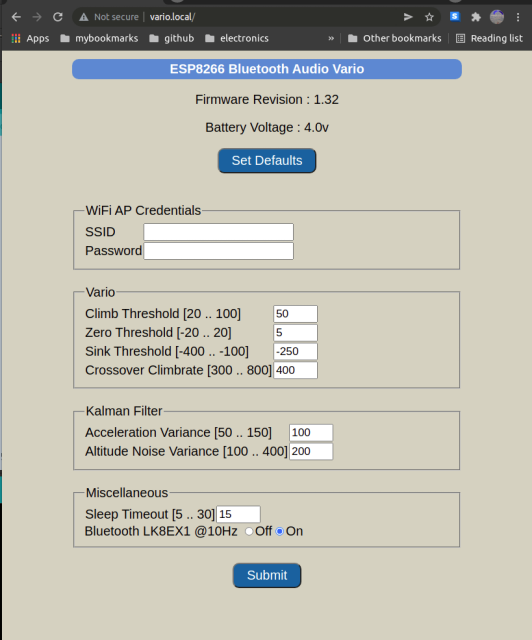 Not secure | vario.local/
Apps mybookmarks github electronics » Other bookmarks Reading list
ESP8266 Bluetooth Audio Vario
Firmware Revision : 1.32
Battery Voltage : 4.0v
Set Defaults
WiFi AP Credentials
SSID
Password
Vario
Climb Threshold [20 .. 100] 50
Zero Threshold [-20 .. 20] 5
Sink Threshold [-400 .. -100] -250
Crossover Climbrate [300 .. 800] 400
Kalman Filter
Acceleration Variance [50 .. 150] 100
Altitude Noise Variance [100 .. 400] 200
Miscellaneous
Sleep Timeout [5 .. 30] 15
Bluetooth LK8EX1 @10Hz Off On
Submit